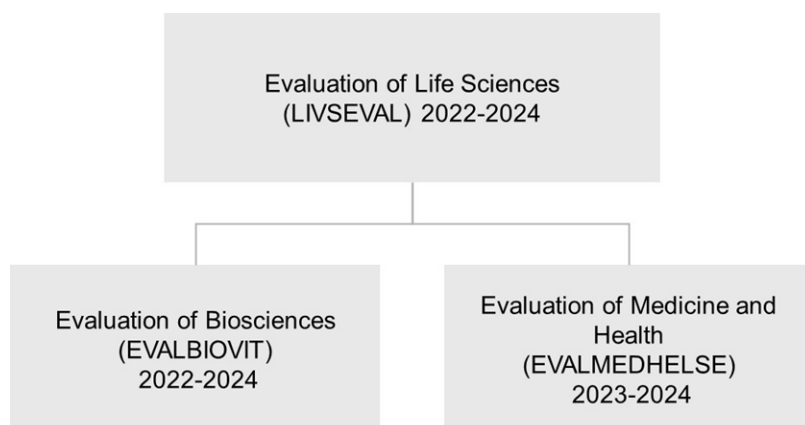 Evaluation of Life Sciences
(LIVSEVAL) 2022-2024
Evaluation of Biosciences
(EVALBIOVIT)
2022-2024
Evaluation of Medicine and
Health
(EVALMEDHELSE)
2023-2024